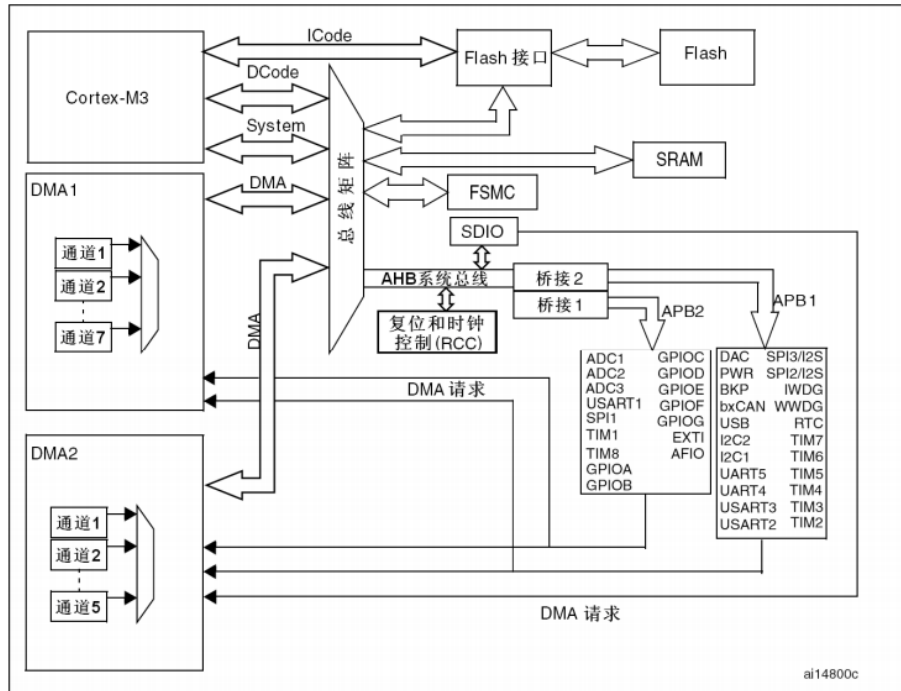 ICode
Flash 接口
Flash
Cortex-M3
DCode
System
SRAM
DMA1
DMA
FSMC
总线矩阵
通道1
通道2
通道7
SDIO
AHB系统总线
桥接2
桥接1
APB1
APB2
复位和时钟
控制(RCC)
DMA
DMA 请求
ADC1 GPIOC
ADC2 GPIOD
ADC3 GPIOE
USART1 GPIOF
SPI1 GPIOG
TIM1 EXTI
TIM8 AFIO
GPIOA
GPIOB
DAC SPI3/I2S
PWR SPI2/I2S
BKP IWDG
bxCAN WWDG
USB RTC
I2C2 TIM7
I2C1 TIM6
UART5 TIM5
UART4 TIM4
USART3 TIM3
USART2 TIM2
DMA2
通道1
通道2
通道5
DMA 请求
ai14800c